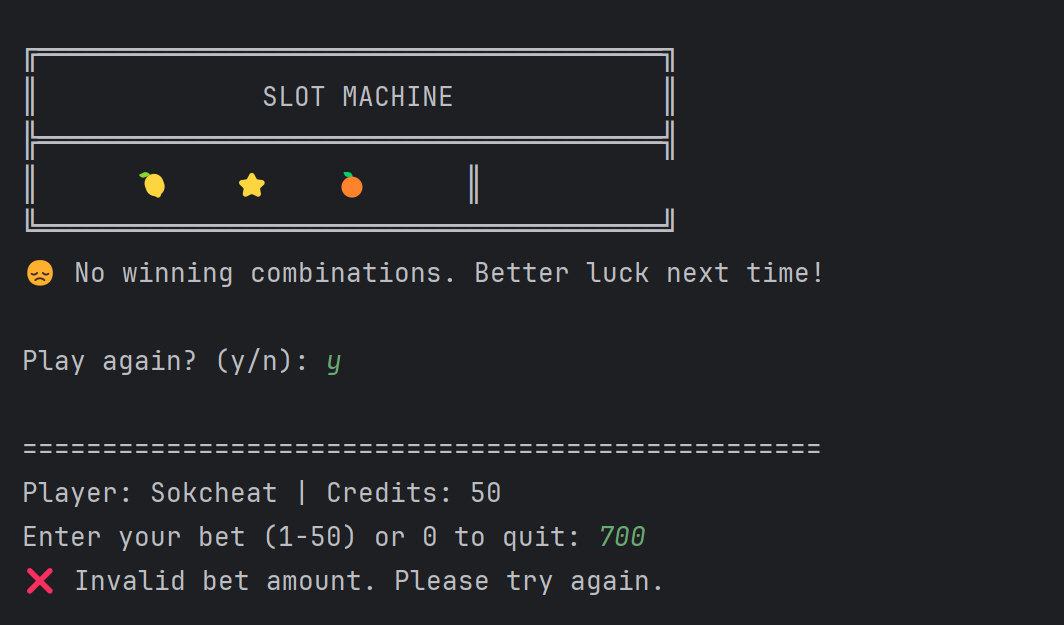 SLOT MACHINE
🍋 ⭐ 🍊
😞 No winning combinations. Better luck next time!
Play again? (y/n): y
==================================================
Player: Sokcheat | Credits: 50
Enter your bet (1-50) or 0 to quit: 700
❌ Invalid bet amount. Please try again.